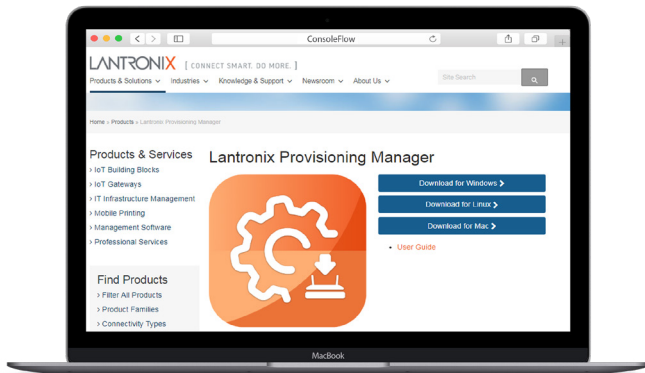 ConsoleFlow
LANTRONIX [ CONNECT SMART. DO MORE. ]
Products & Solutions Industries Knowledge & Support Newsroom About Us Site Search
Home » Products » Lantronix Provisioning Manager
Products & Services
> IoT Building Blocks
> IoT Gateways
> IT Infrastructure Management
> Mobile Printing
> Management Software
> Professional Services
Find Products
> Filter All Products
> Product Families
> Connectivity Types
Lantronix Provisioning Manager
Download for Windows >
Download for Linux >
Download for Mac >
• User Guide
MacBook